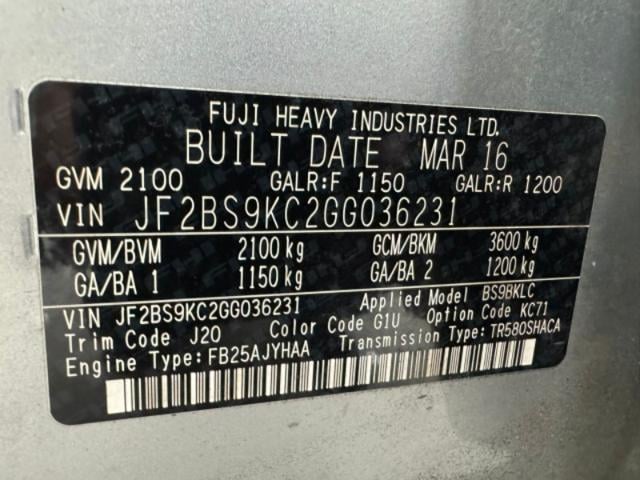 FUJI HEAVY INDUSTRIES LTD.
BUILT DATE MAR 16
GVM 2100 GALR:F 1150 GALR:R 1200
VIN JF2BS9KC2GG036231
GVM/BVM 2100 kg GCM/BKM 3600 kg
GA/BA 1 1150 kg GA/BA 2 1200 kg
VIN JF2BS9KC2GG036231 Applied Model BS9BKLC
Trim Code J20 Color Code G1U Option Code KC71
Engine Type:FB25AJYHAA Transmission Type:TR580SHACA